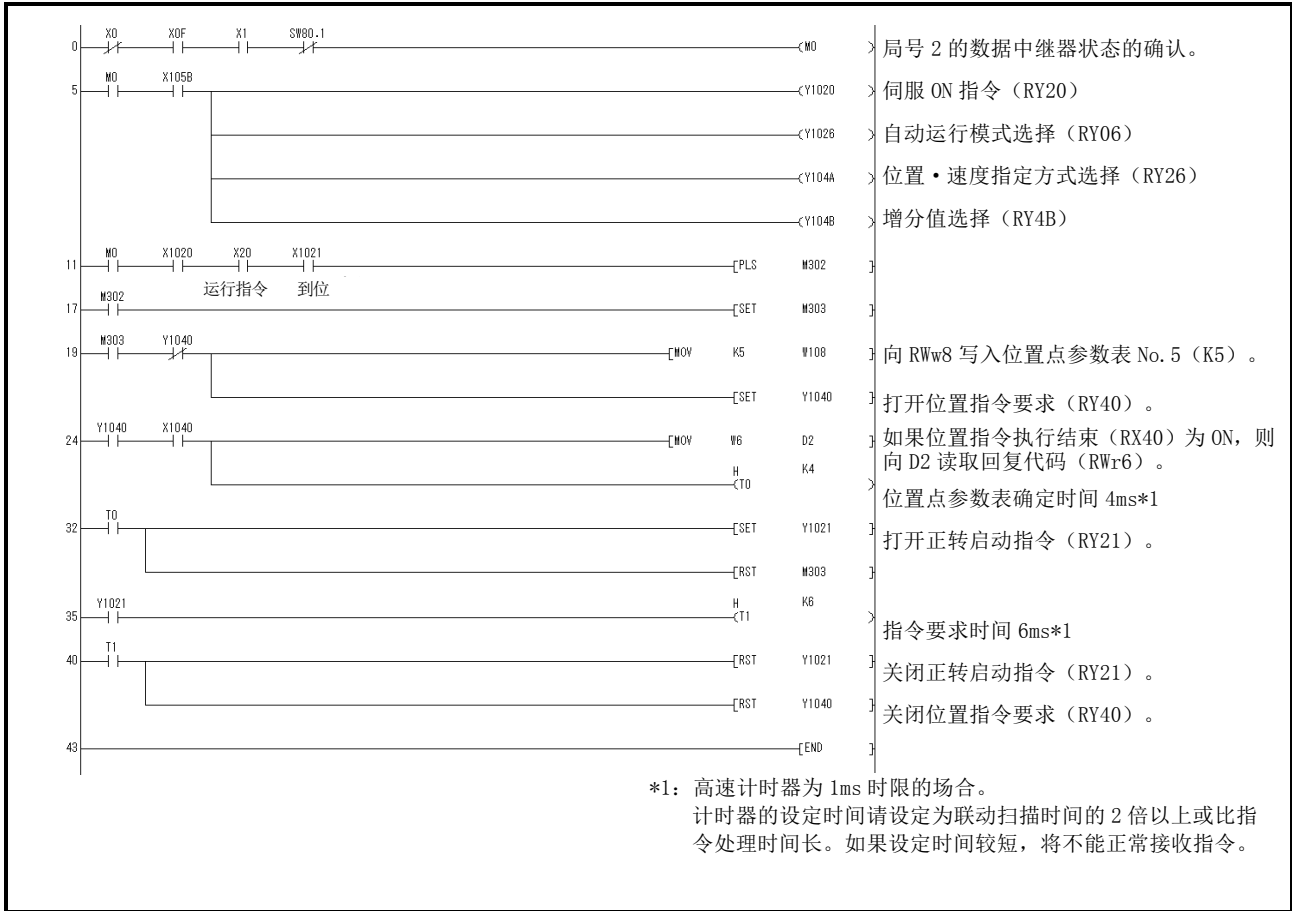 X0 X0F X1 SW80.1
0 (M0 ) 局号 2 的数据中继器状态的确认。
M0 X105B
5 (Y1020 ) 伺服 ON 指令（RY20）
(Y1026 ) 自动运行模式选择（RY06）
(Y104A ) 位置·速度指定方式选择（RY26）
(Y104B ) 增分值选择（RY4B）
M0 X1020 X20 X1021
11 [PLS M302 ]
运行指令 到位
M302
17 [SET M303 ]
M303 Y1040
19 [MOV K5 W108 ] 向 RWw8 写入位置点参数表 No.5（K5）。
[SET Y1040 ] 打开位置指令要求（RY40）。
Y1040 X1040
24 [MOV W6 D2 ] 如果位置指令执行结束（RX40）为 ON，则
向 D2 读取回复代码（RWr6）。
H K4
(T0 )
位置点参数表确定时间 4ms*1
T0
32 [SET Y1021 ] 打开正转启动指令（RY21）。
[RST M303 ]
Y1021 H K6
35 (T1 ) 指令要求时间 6ms*1
T1
40 [RST Y1021 ] 关闭正转启动指令（RY21）。
[RST Y1040 ] 关闭位置指令要求（RY40）。
43 [END ]
*1：高速计时器为 1ms 时限的场合。
计时器的设定时间请设定为联动扫描时间的 2 倍以上或比指
令处理时间长。如果设定时间较短，将不能正常接收指令。